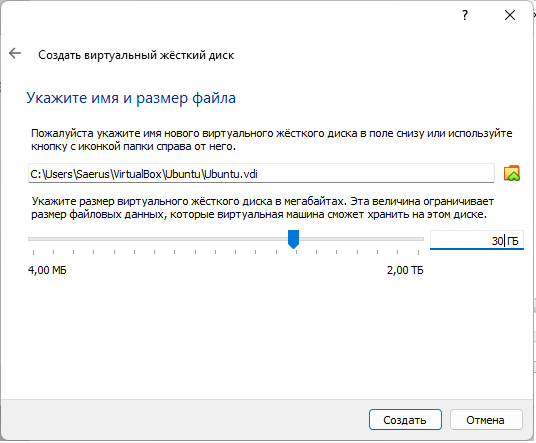 Создать виртуальный жёсткий диск
Укажите имя и размер файла
Пожалуйста укажите имя нового виртуального жёсткого диска в поле снизу или используйте
кнопку с иконкой папки справа от него.
C:\Users\Saerus\VirtualBox\Ubuntu\Ubuntu.vdi
Укажите размер виртуального жёсткого диска в мегабайтах. Эта величина ограничивает
размер файловых данных, которые виртуальная машина сможет хранить на этом диске.
30 ГБ
4,00 МБ
2,00 ТБ
Создать
Отмена